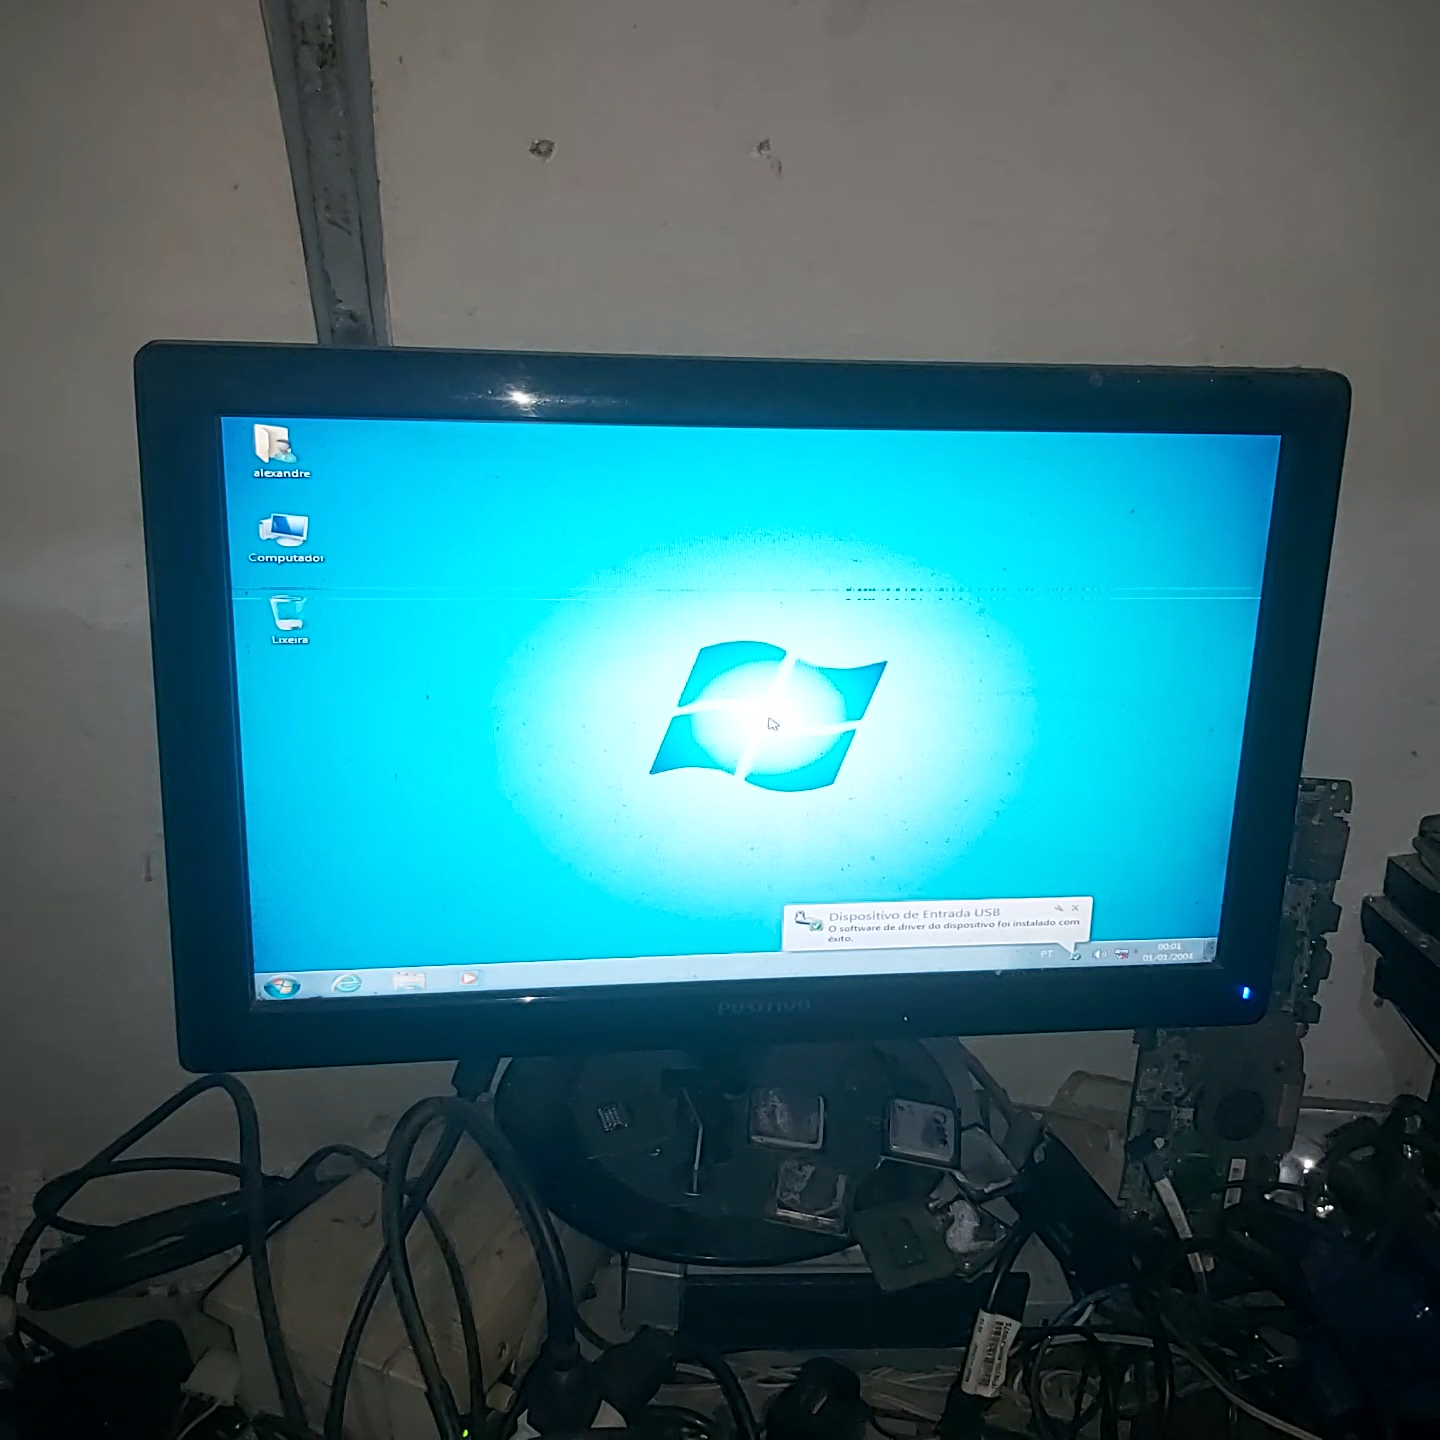 alexandre
Computador
Lixeira
Dispositivo de Entrada USB
O software de driver do dispositivo foi instalado com
êxito.
PT
00:01
01/01/2004
POSITIVO